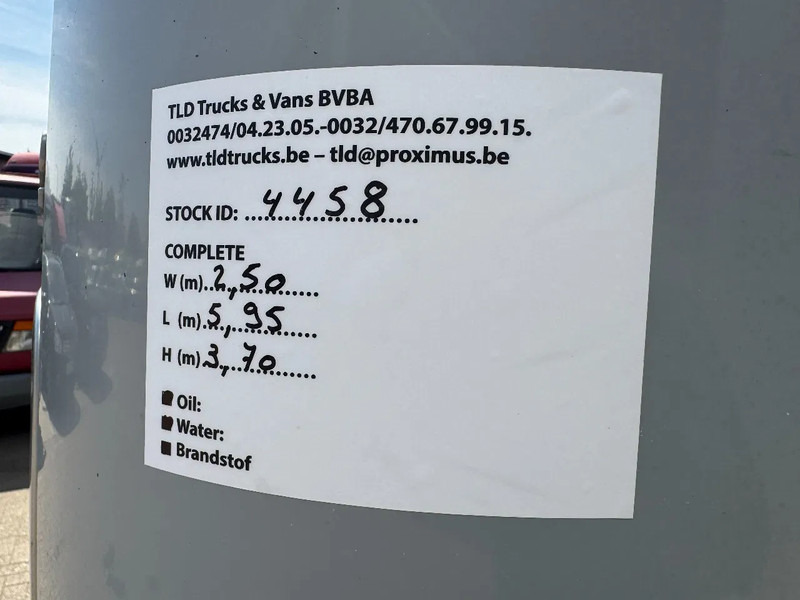 TLD Trucks & Vans BVBA
0032474/04.23.05.-0032/470.67.99.15.
www.tldtrucks.be – tld@proximus.be
STOCK ID: ....4458....
COMPLETE
W (m)..2,50......
L (m).5,95......
H (m)3,70......
Oil:
Water:
Brandstof